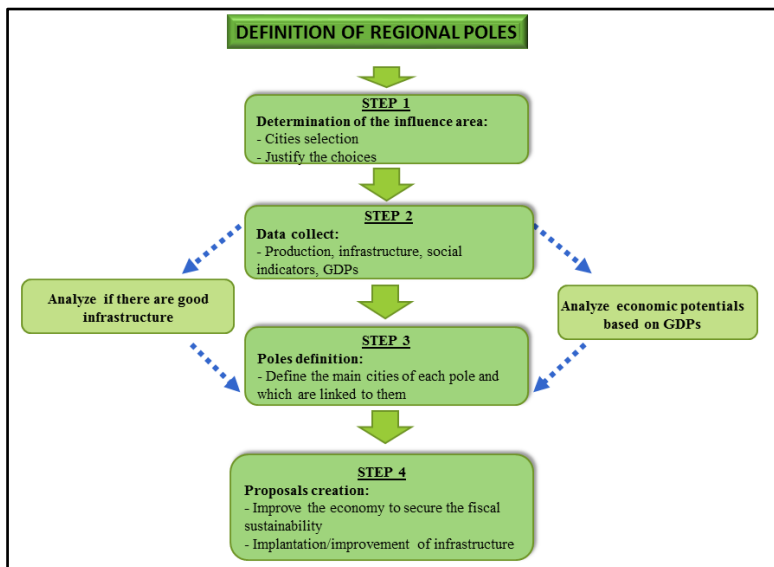 DEFINITION OF REGIONAL POLES
STEP 1
Determination of the influence area:
- Cities selection
- Justify the choices
STEP 2
Data collect:
- Production, infrastructure, social
indicators, GDPs
Analyze if there are good
infrastructure
Analyze economic potentials
based on GDPs
STEP 3
Poles definition:
- Define the main cities of each pole and
which are linked to them
STEP 4
Proposals creation:
- Improve the economy to secure the fiscal
sustainability
- Implantation/improvement of infrastructure